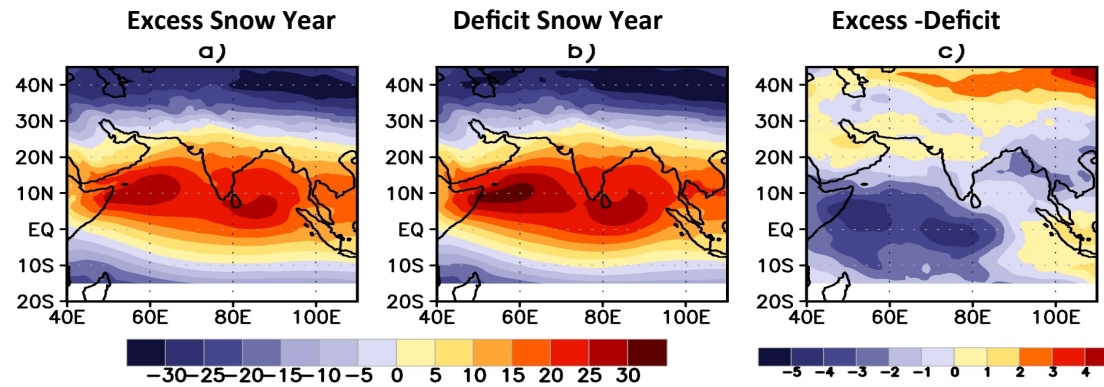 Excess Snow Year Deficit Snow Year Excess -Deficit
a) b) c)
40N 40N 40N
30N 30N 30N
20N 20N 20N
10N 10N 10N
EQ EQ EQ
10S 10S 10S
20S 20S 20S
40E 60E 80E 100E 40E 60E 80E 100E 40E 60E 80E 100E
-30 -25 -20 -15 -10 -5 0 5 10 15 20 25 30 -5 -4 -3 -2 -1 0 1 2 3 4